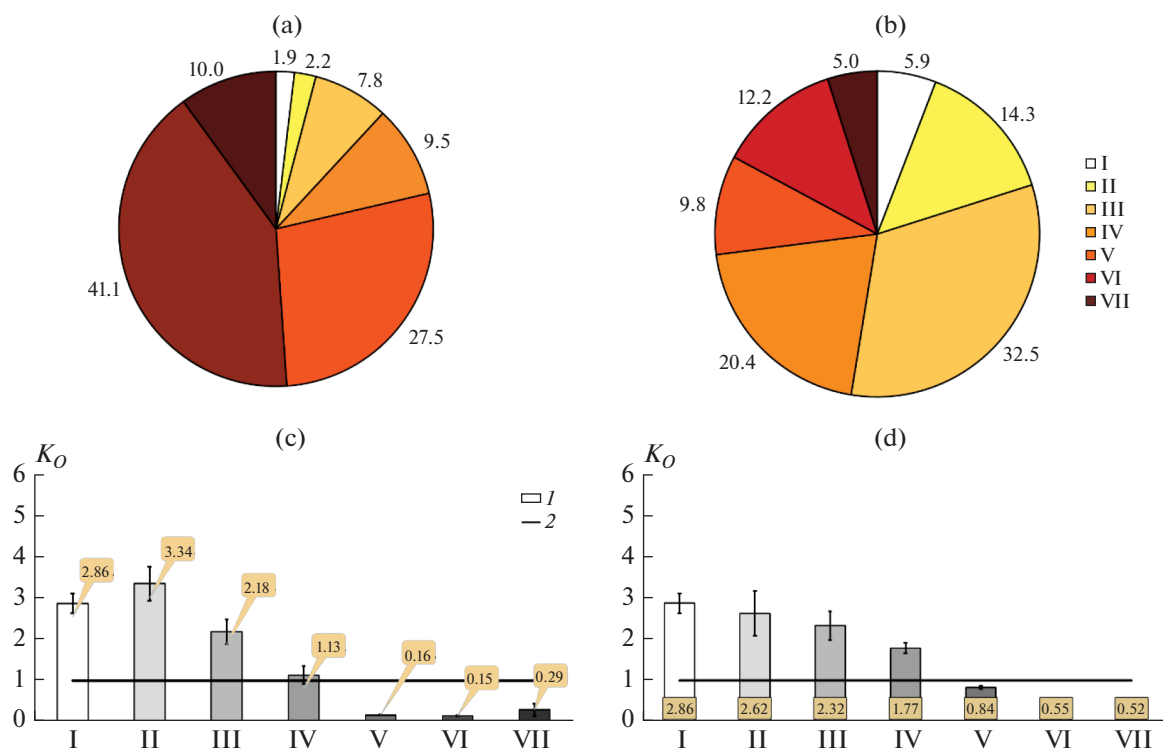 (a)
1.9
2.2
7.8
9.5
27.5
41.1
10.0
(b)
5.9
14.3
32.5
20.4
9.8
12.2
5.0
I
II
III
IV
V
VI
VII
(c)
K_O
6
5
4
3
2
1
0
2.86
3.34
2.18
1.13
0.16
0.15
0.29
1
2
I II III IV V VI VII
(d)
K_O
6
5
4
3
2
1
0
2.86 2.62 2.32 1.77 0.84 0.55 0.52
I II III IV V VI VII